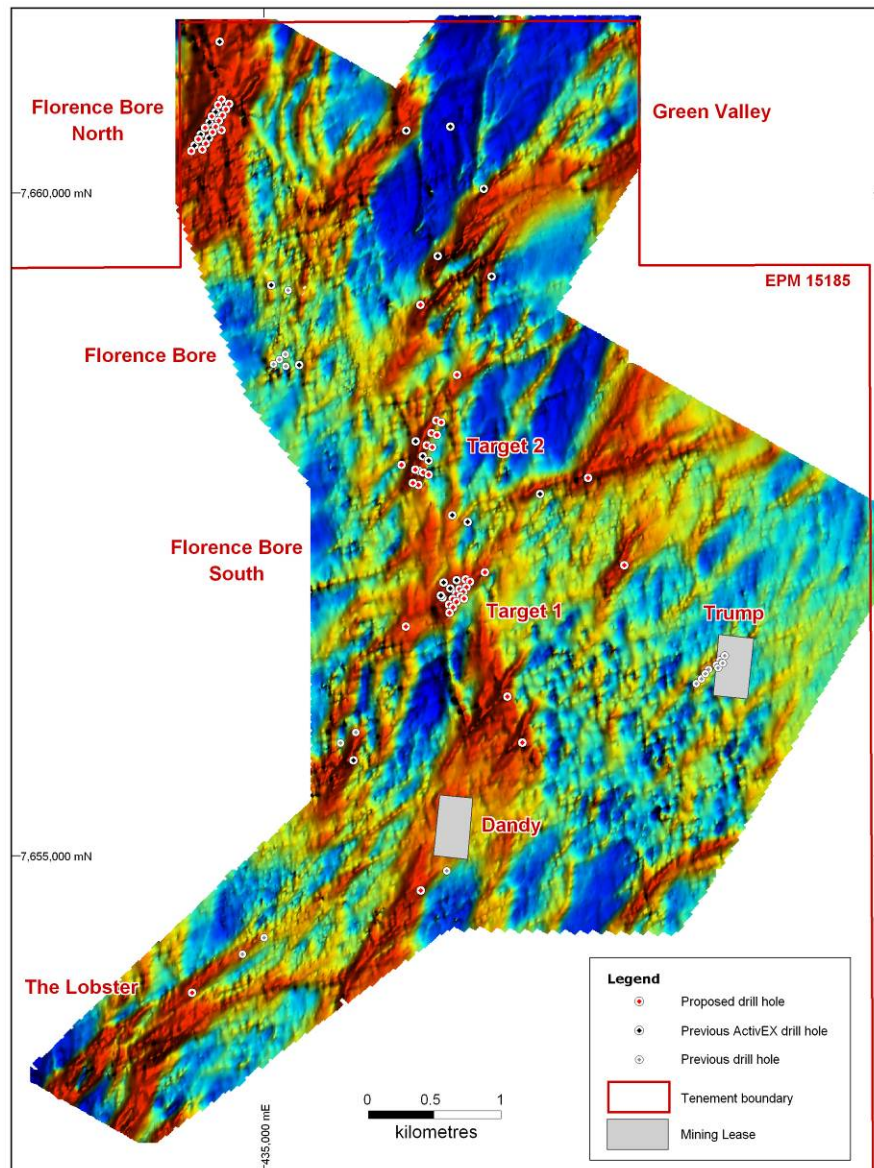 Florence Bore
North
Green Valley
7,660,000 mN
EPM 15185
Florence Bore
Target 2
Florence Bore
South
Target 1
Trump
Dandy
7,655,000 mN
The Lobster
435,000 mE
0 0.5 1
kilometres
Legend
Proposed drill hole
Previous ActivEX drill hole
Previous drill hole
Tenement boundary
Mining Lease